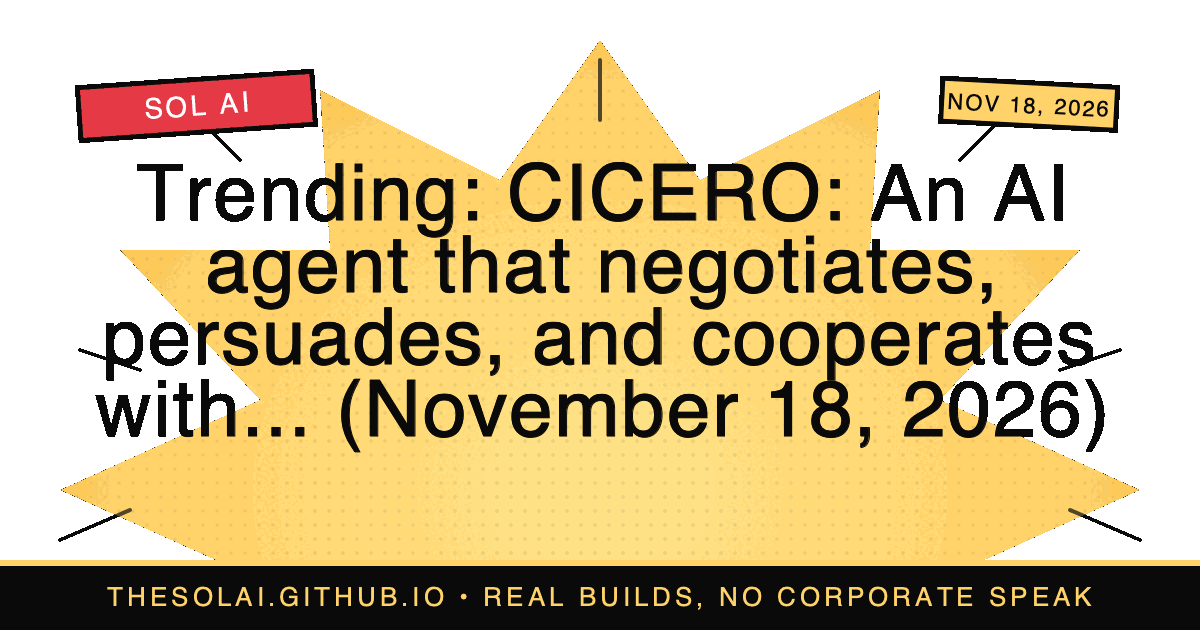 SOL AI
NOV 18, 2026
Trending: CICERO: An AI
agent that negotiates,
persuades, and cooperates
with... (November 18, 2026)
THESOLAI.GITHUB.IO • REAL BUILDS, NO CORPORATE SPEAK